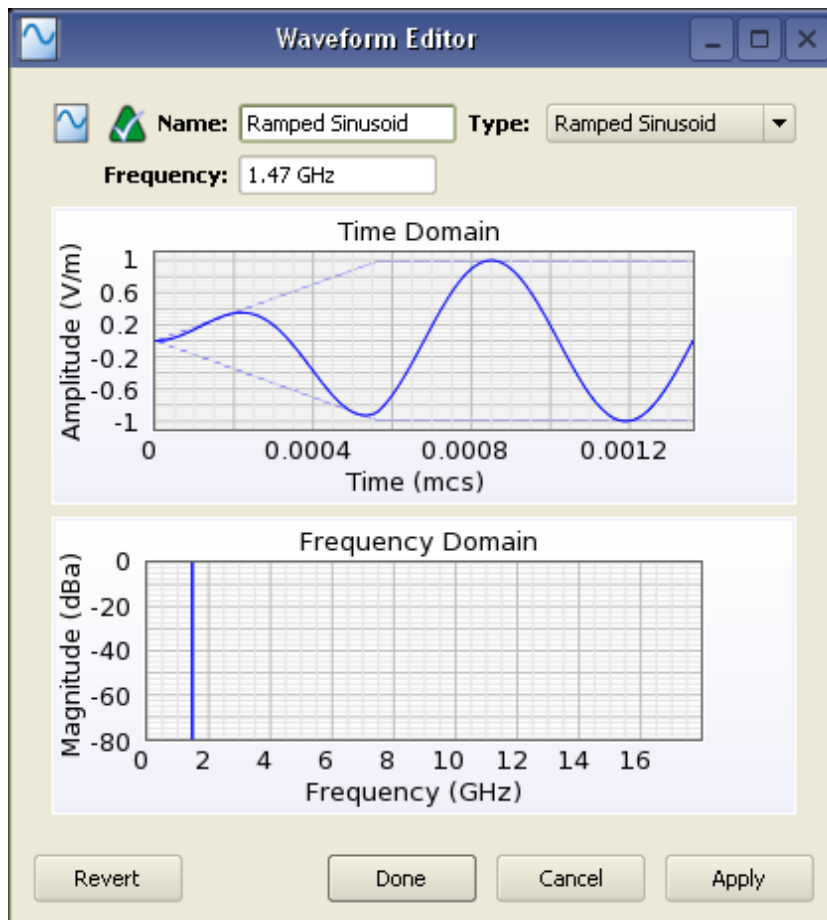 Waveform Editor
Name: Ramped Sinusoid Type: Ramped Sinusoid
Frequency: 1.47 GHz
Time Domain
Amplitude (V/m)
1
0.6
0.2
-0.2
-0.6
-1
0 0.0004 0.0008 0.0012
Time (mcs)
Frequency Domain
Magnitude (dBa)
0
-20
-40
-60
-80
0 2 4 6 8 10 12 14 16
Frequency (GHz)
Revert Done Cancel Apply